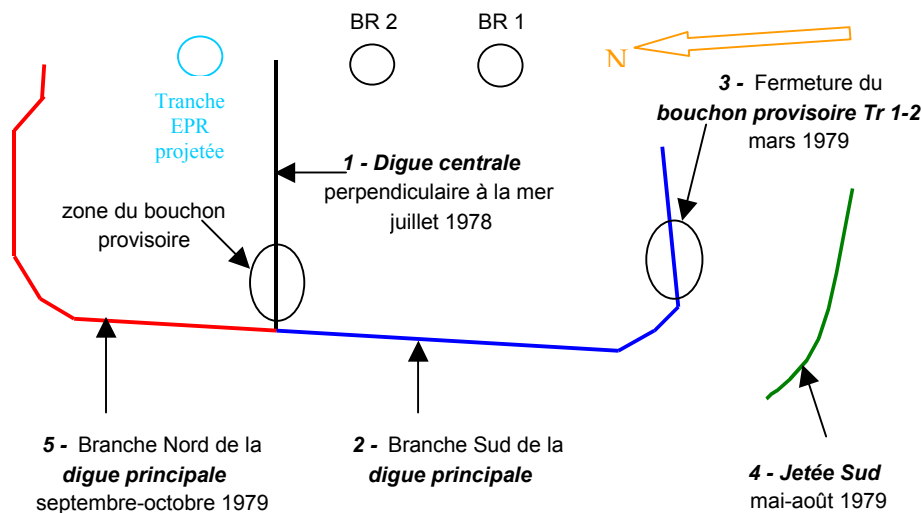 BR 2
BR 1
N
Tranche
EPR
projetée
3 - Fermeture du
bouchon provisoire Tr 1-2
mars 1979
1 - Digue centrale
perpendiculaire à la mer
juillet 1978
zone du bouchon
provisoire
5 - Branche Nord de la
digue principale
septembre-octobre 1979
2 - Branche Sud de la
digue principale
4 - Jetée Sud
mai-août 1979